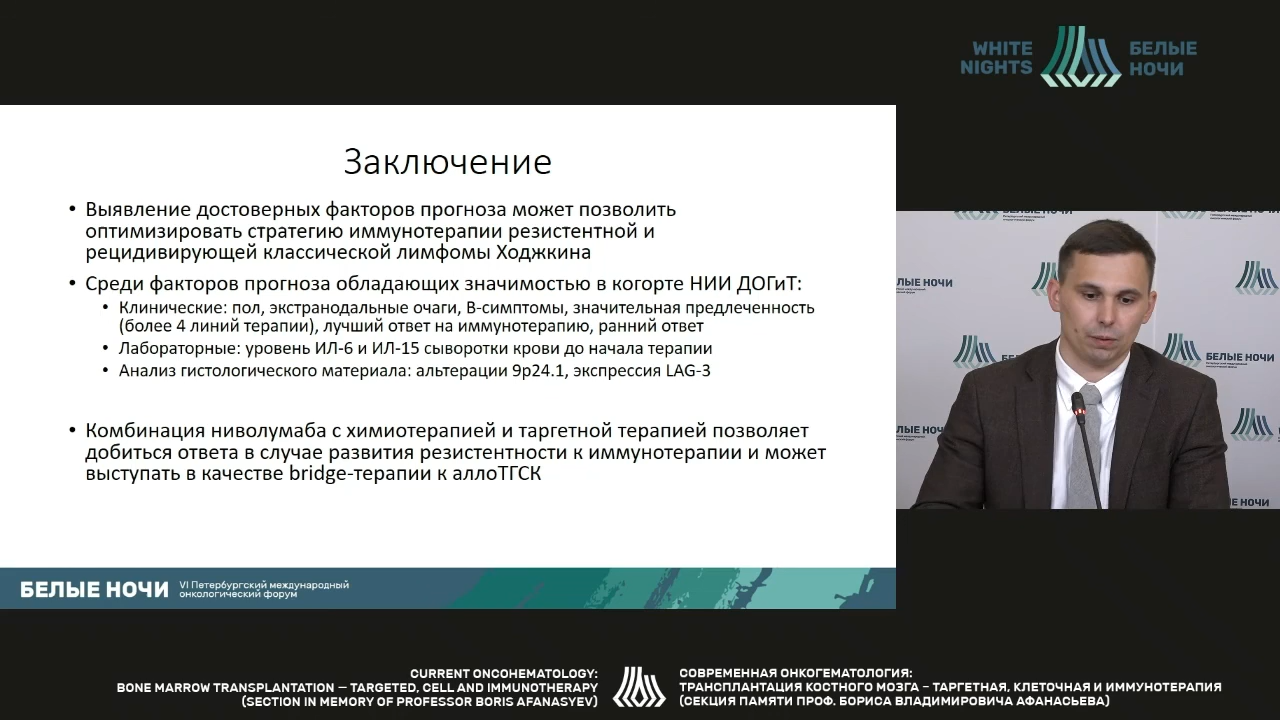 WHITE
NIGHTS
БЕЛЫЕ
НОЧИ
Заключение
• Выявление достоверных факторов прогноза может позволить
оптимизировать стратегию иммунотерапии резистентной и
рецидивирующей классической лимфомы Ходжкина
• Среди факторов прогноза обладающих значимостью в когорте НИИ ДОГиТ:
• Клинические: пол, экстранодальные очаги, В-симптомы, значительная предлеченность
(более 4 линий терапии), лучший ответ на иммунотерапию, ранний ответ
• Лабораторные: уровень ИЛ-6 и ИЛ-15 сыворотки крови до начала терапии
• Анализ гистологического материала: альтерации 9р24.1, экспрессия LAG-3
• Комбинация ниволумаба с химиотерапией и таргетной терапией позволяет
добиться ответа в случае развития резистентности к иммунотерапии и может
выступать в качестве bridge-терапии к аллоТГСК
БЕЛЫЕ НОЧИ
VI Петербургский международный
онкологический форум
БЕЛЫЕ НОЧИ
CURRENT ONCOHEMATOLOGY:
BONE MARROW TRANSPLANTATION – TARGETED, CELL AND IMMUNOTHERAPY
(SECTION IN MEMORY OF PROFESSOR BORIS AFANASYEV)
СОВРЕМЕННАЯ ОНКОГЕМАТОЛОГИЯ:
ТРАНСПЛАНТАЦИЯ КОСТНОГО МОЗГА – ТАРГЕТНАЯ, КЛЕТОЧНАЯ И ИММУНОТЕРАПИЯ
(СЕКЦИЯ ПАМЯТИ ПРОФ. БОРИСА ВЛАДИМИРОВИЧА АФАНАСЬЕВА)